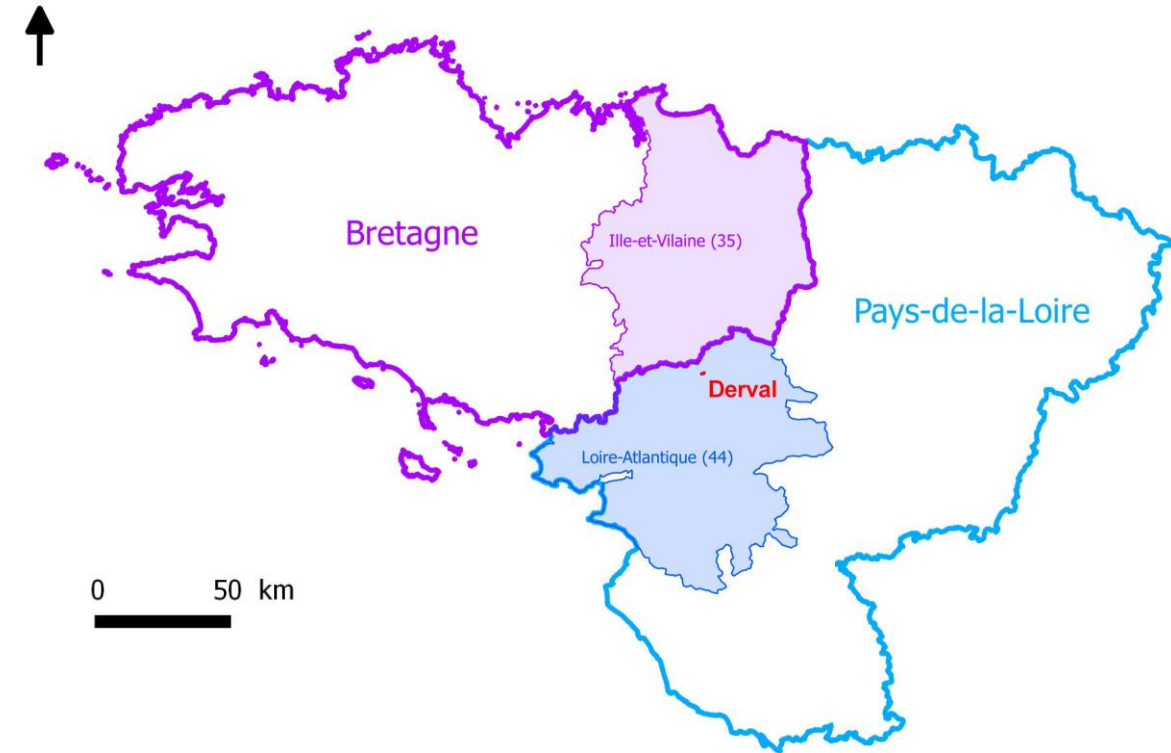 Bretagne
Ille-et-Vilaine (35)
Pays-de-la-Loire
Derval
Loire-Atlantique (44)
0 50 km